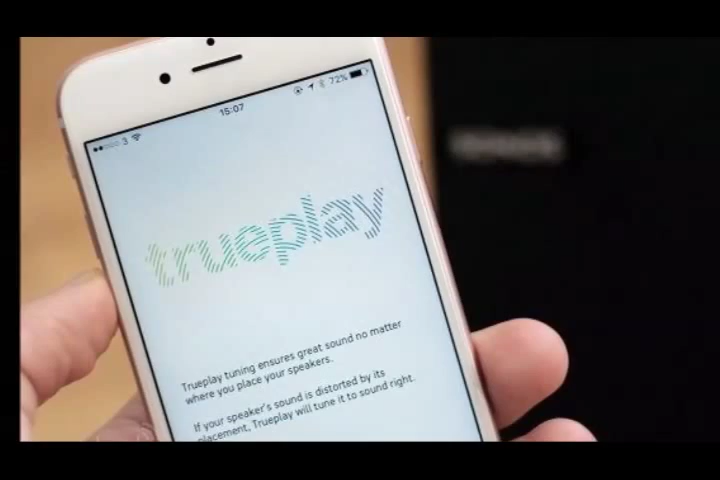 3
15:07
72%
trueplay
Trueplay tuning ensures great sound no matter
where you place your speakers.
If your speaker's sound is distorted by its
placement, Trueplay will tune it to sound right.